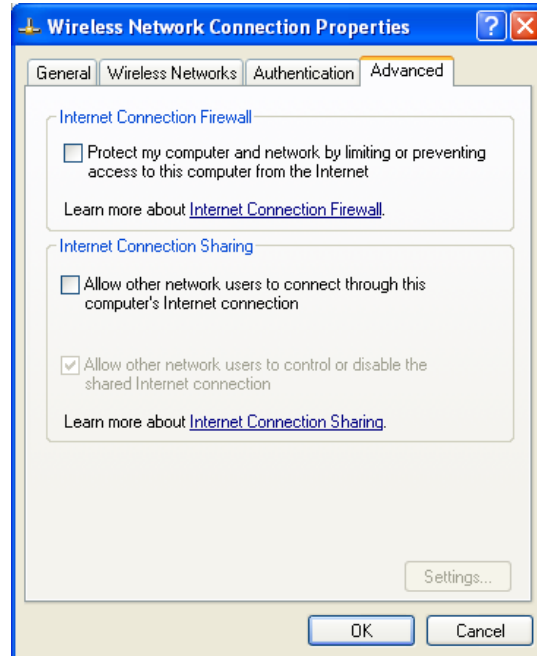 Wireless Network Connection Properties
General Wireless Networks Authentication Advanced
Internet Connection Firewall
Protect my computer and network by limiting or preventing
access to this computer from the Internet
Learn more about Internet Connection Firewall.
Internet Connection Sharing
Allow other network users to connect through this
computer's Internet connection
Allow other network users to control or disable the
shared Internet connection
Learn more about Internet Connection Sharing.
Settings...
OK Cancel